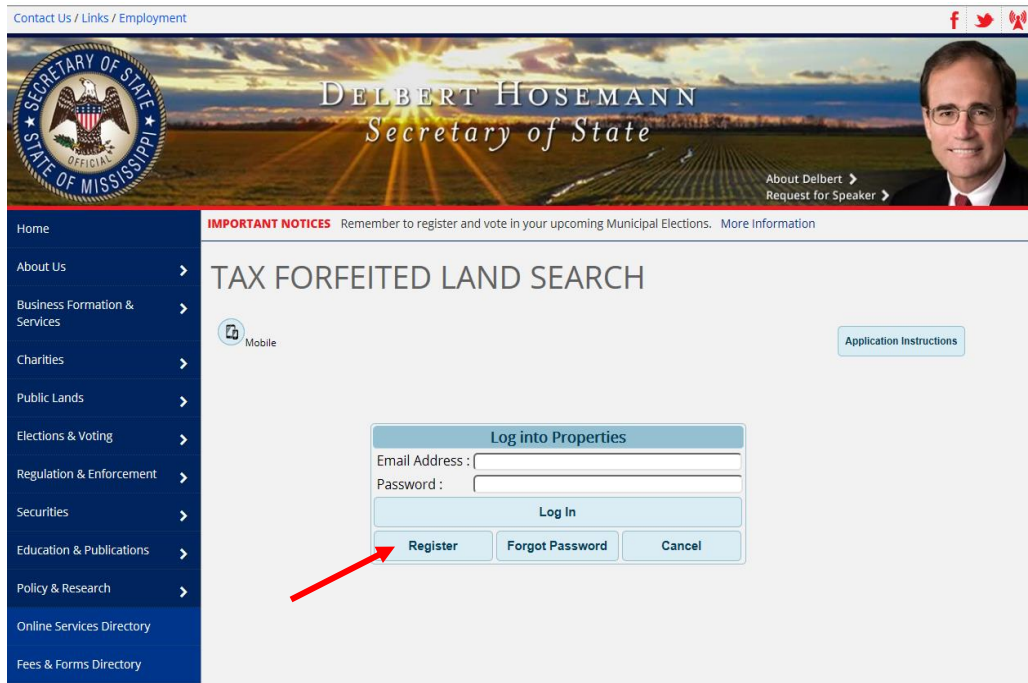 Contact Us / Links / Employment
SECRETARY OF STATE
STATE OF MISSISSIPPI
OFFICIAL
DELBERT HOSEMANN
Secretary of State
About Delbert
Request for Speaker
Home
IMPORTANT NOTICES Remember to register and vote in your upcoming Municipal Elections. More Information
About Us
Business Formation &
Services
Charities
Public Lands
Elections & Voting
Regulation & Enforcement
Securities
Education & Publications
Policy & Research
Online Services Directory
Fees & Forms Directory
TAX FORFEITED LAND SEARCH
Mobile
Application Instructions
Log into Properties
Email Address :
Password :
Log In
Register Forgot Password Cancel